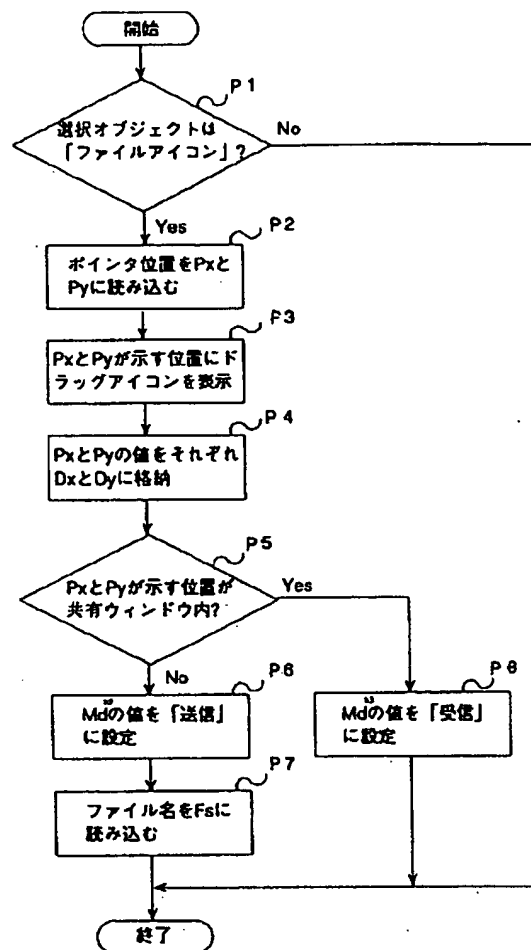 開始
P1
選択オブジェクトは
「ファイルアイコン」?
No
Yes
P2
ポインタ位置をPxと
Pyに読み込む
P3
PxとPyが示す位置にド
ラッグアイコンを表示
P4
PxとPyの値をそれぞれ
DxとDyに格納
P5
PxとPyが示す位置が
共有ウィンドウ内?
Yes
No
P6
Mdの値を「送信」
に設定
P8
Mdの値を「受信」
に設定
P7
ファイル名をFsに
読み込む
終了